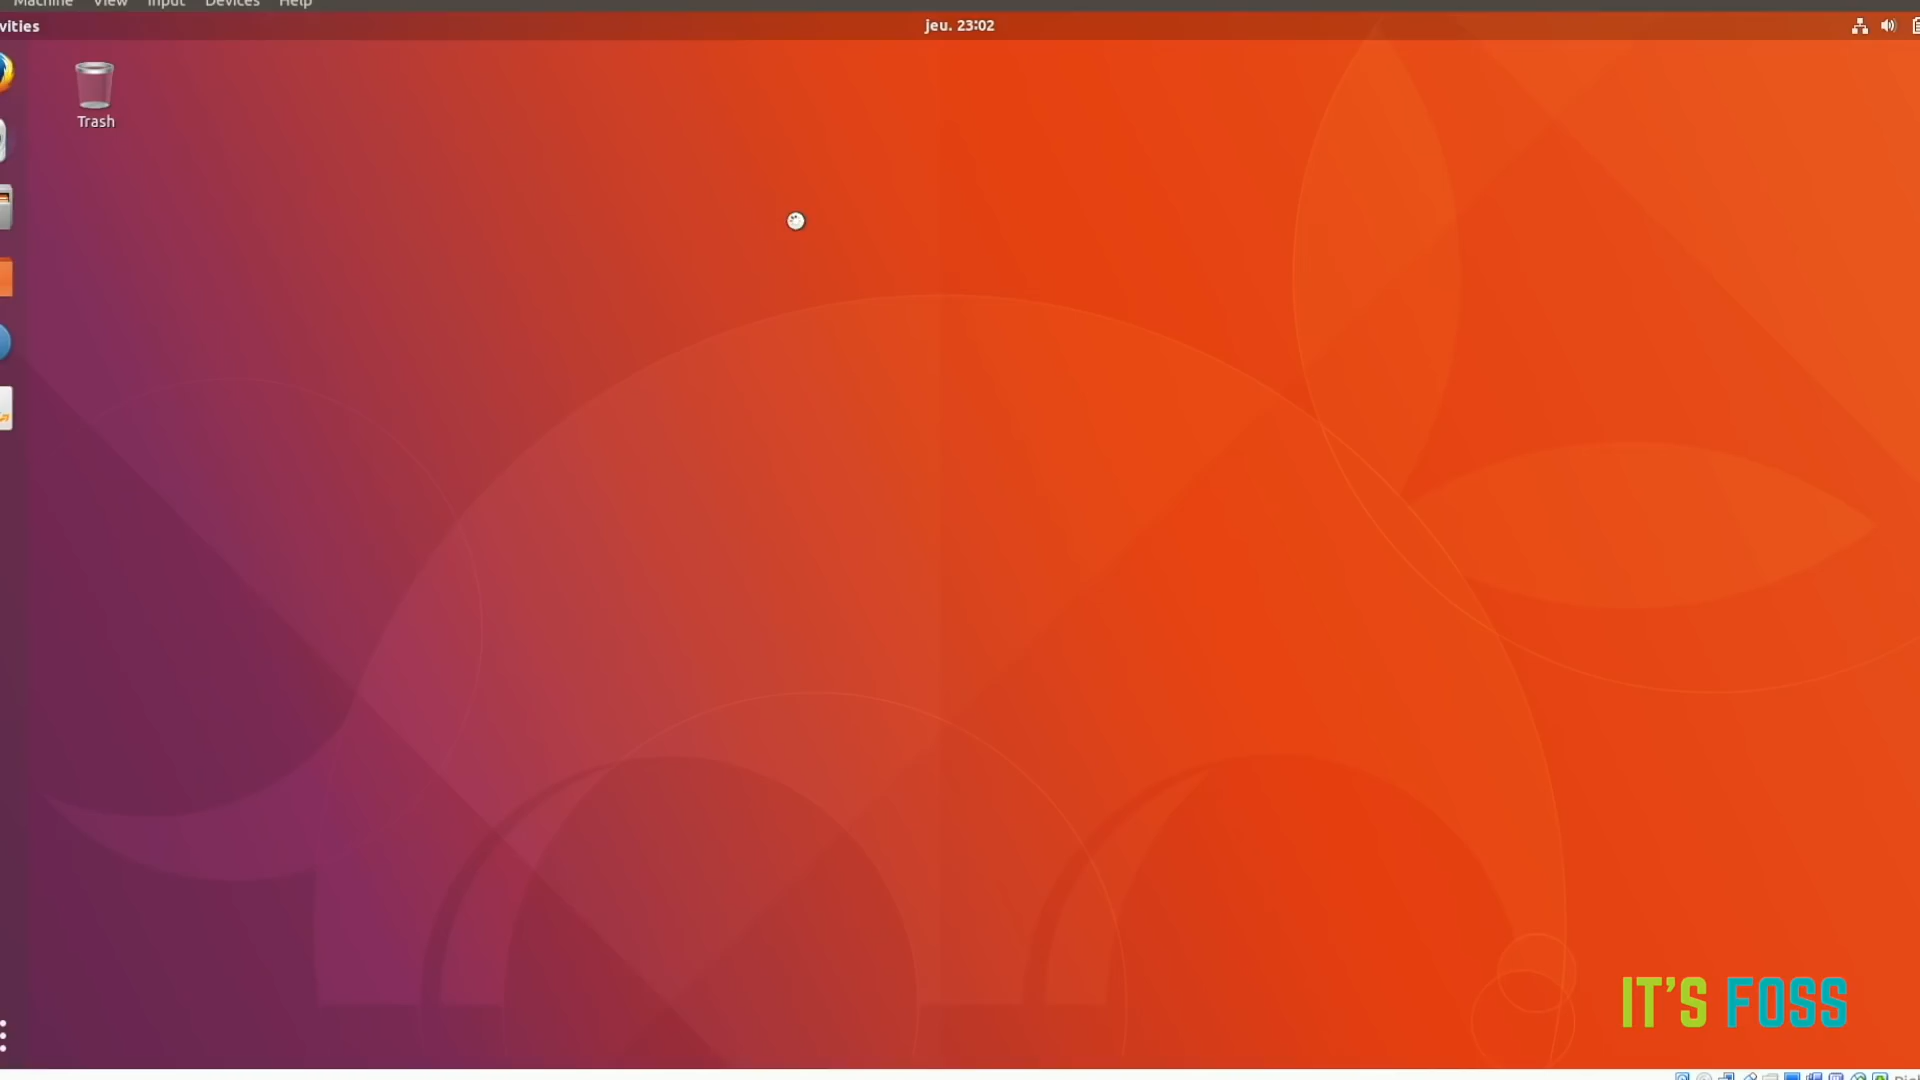 Machine View Input Devices Help
vities
jeu. 23:02
Trash
IT'S FOSS